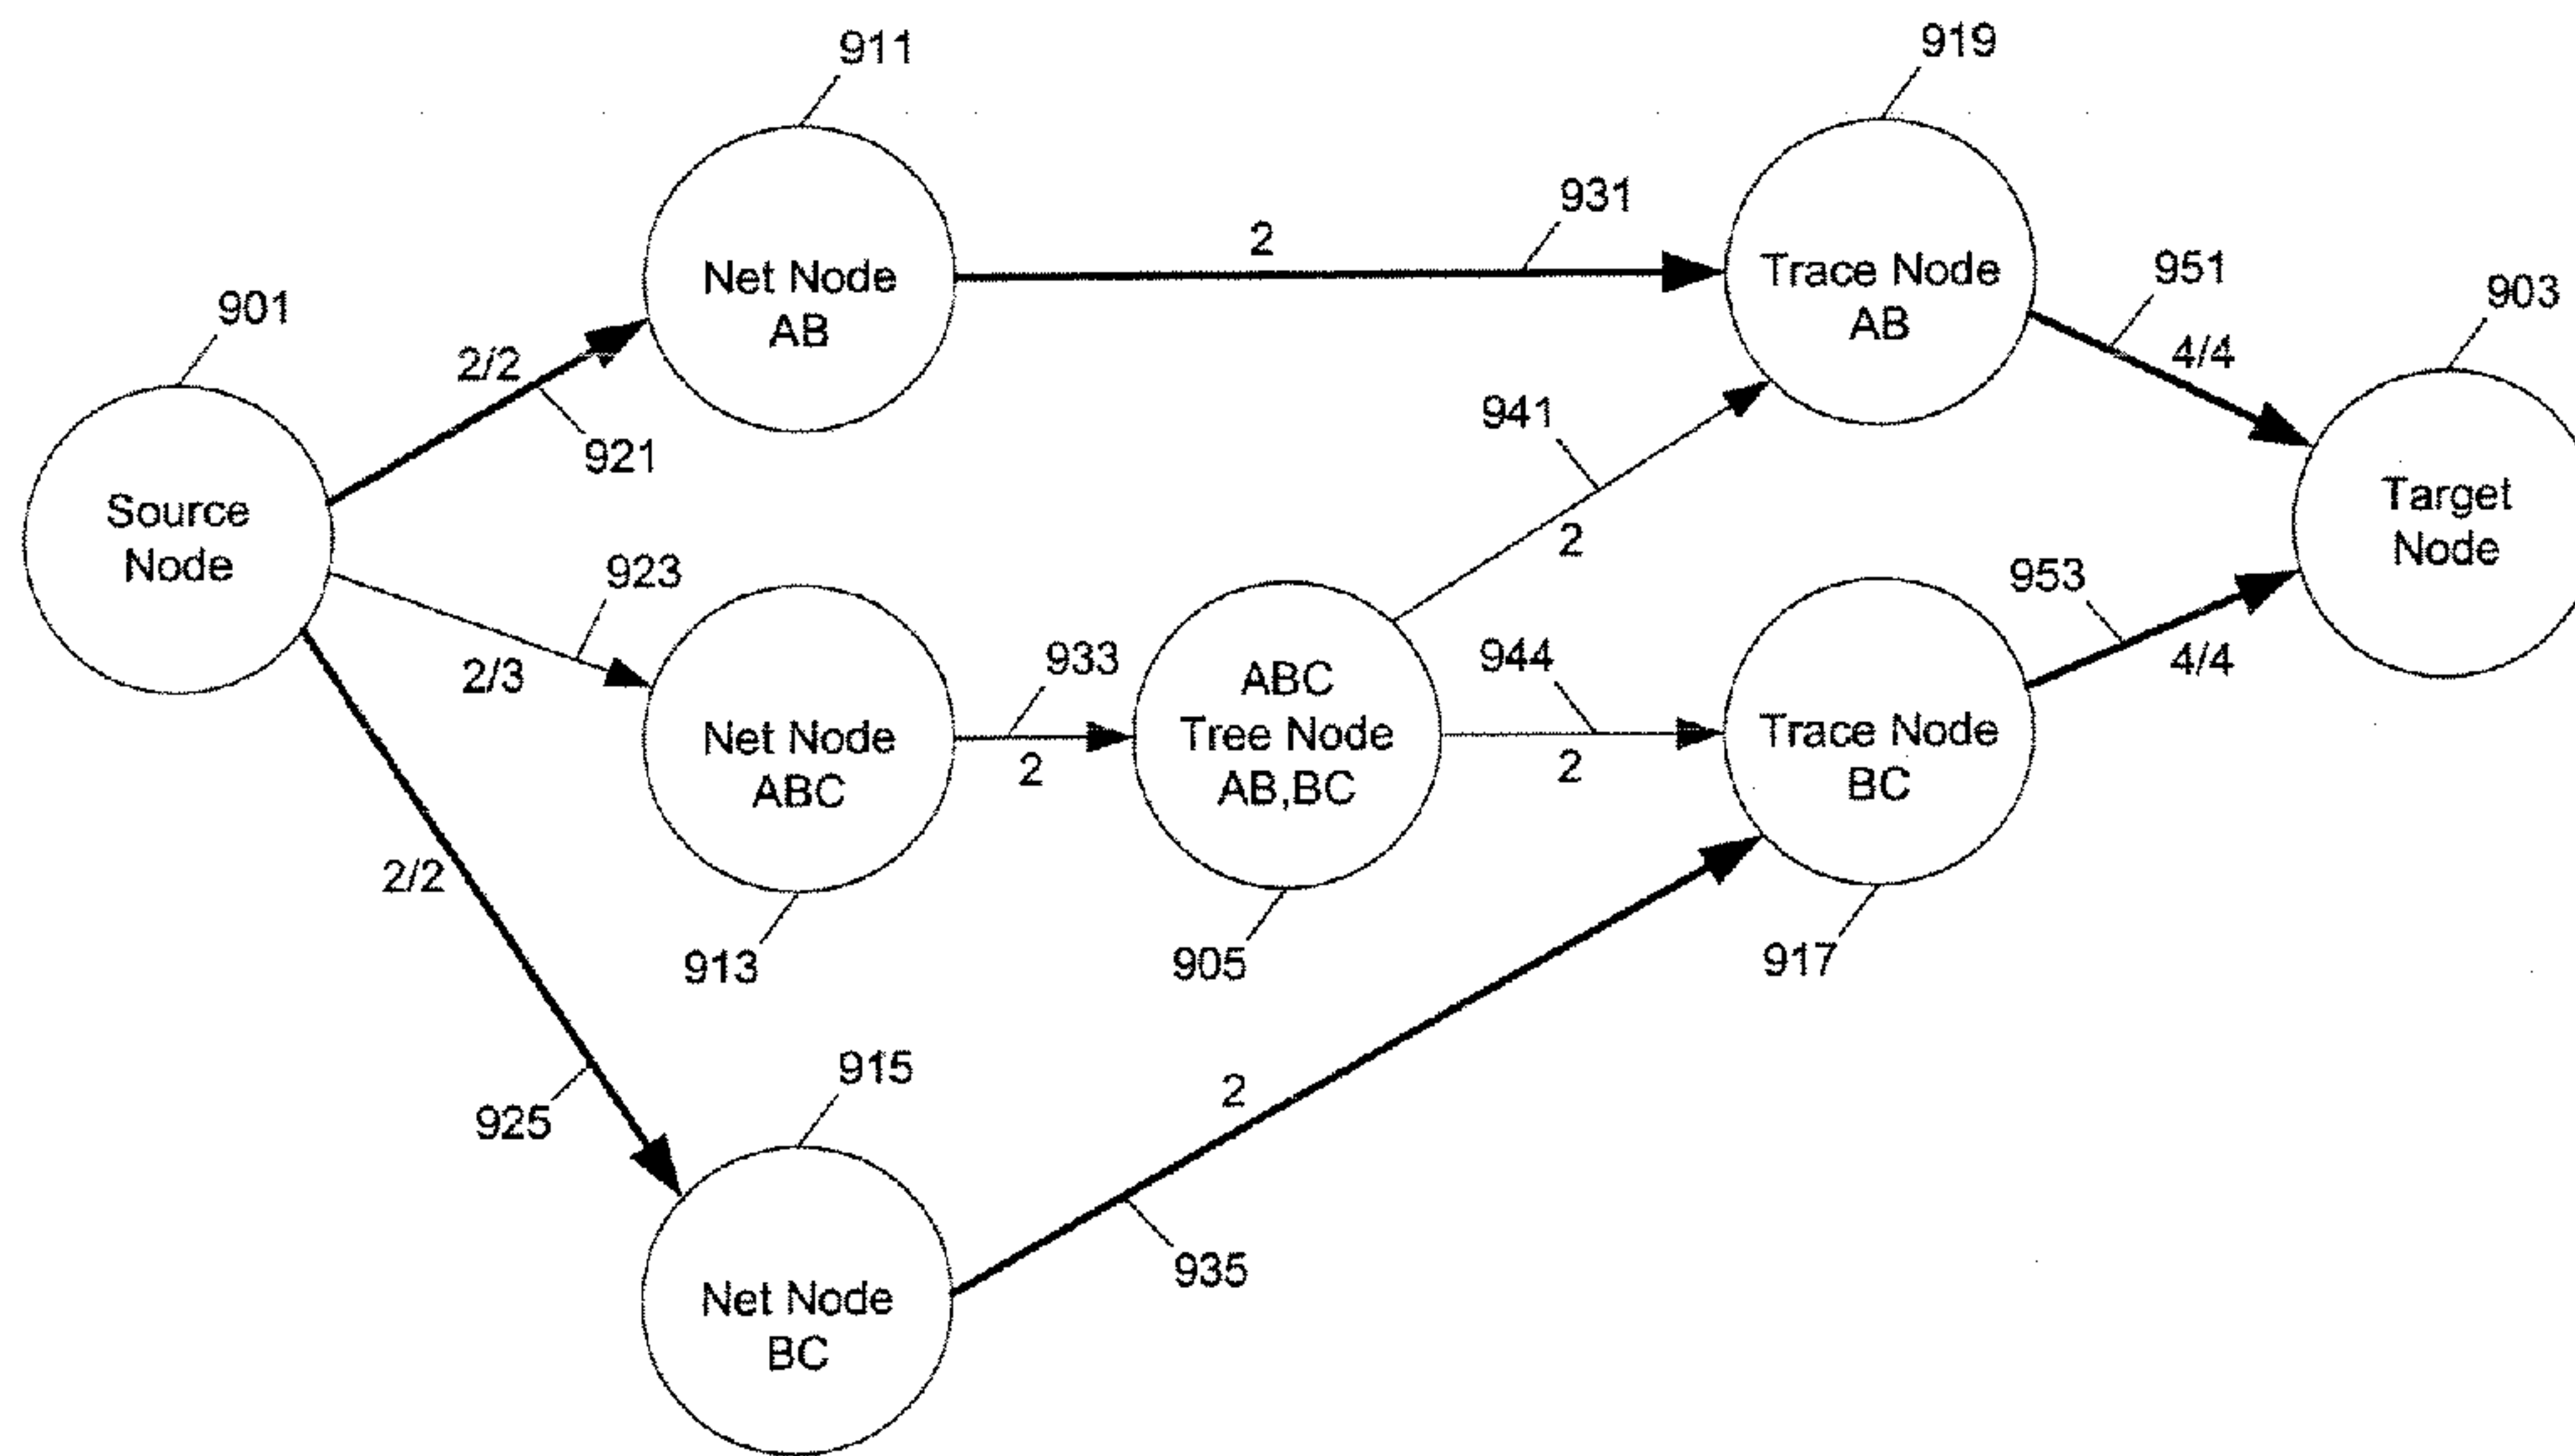 911
919
931
2
Net Node
AB
Trace Node
AB
951
903
901
2/2
4/4
921
941
Source
Node
Target
Node
923
2
953
2/3
933
ABC
Tree Node
AB,BC
944
4/4
Net Node
ABC
2
2
Trace Node
BC
2/2
913
905
917
915
2
925
935
Net Node
BC